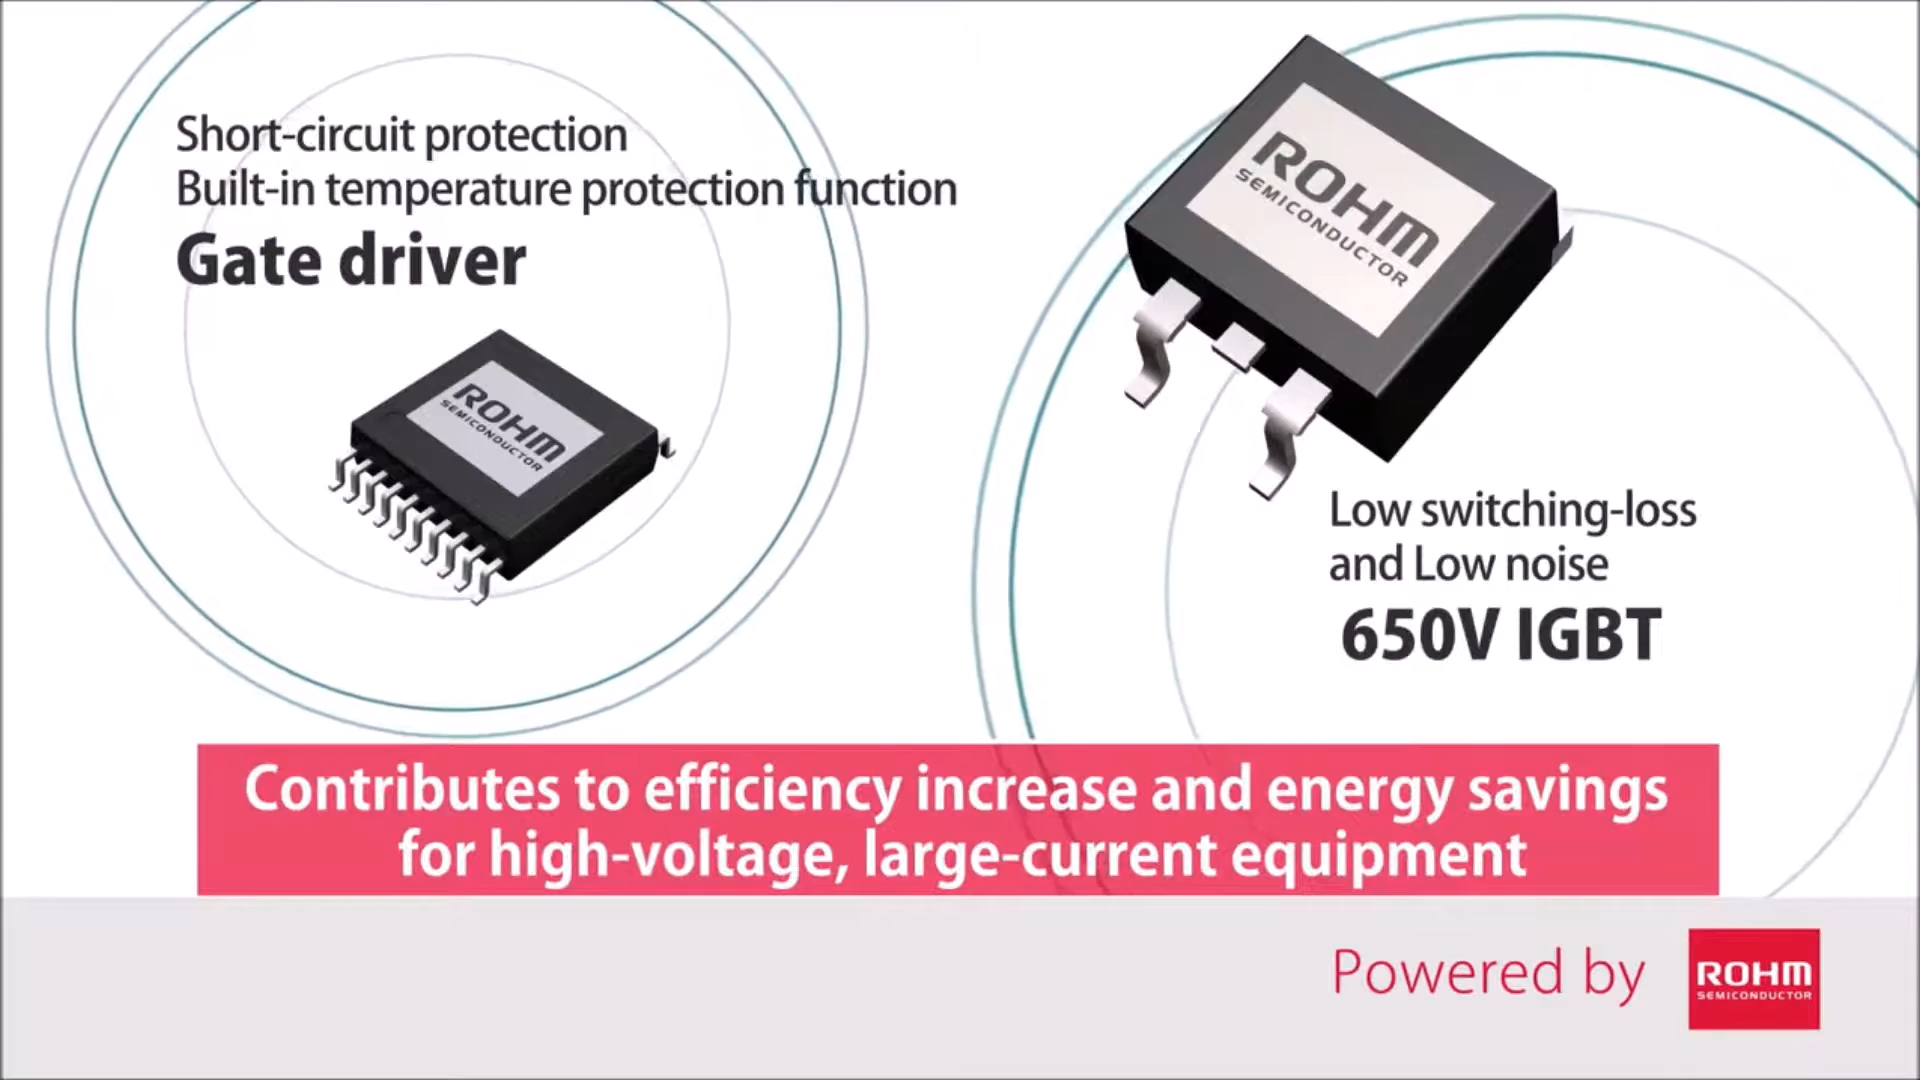 Short-circuit protection
Built-in temperature protection function
Gate driver
ROHM
SEMICONDUCTOR
ROHM
SEMICONDUCTOR
Low switching-loss
and Low noise
650V IGBT
Contributes to efficiency increase and energy savings
for high-voltage, large-current equipment
Powered by
ROHM
SEMICONDUCTOR